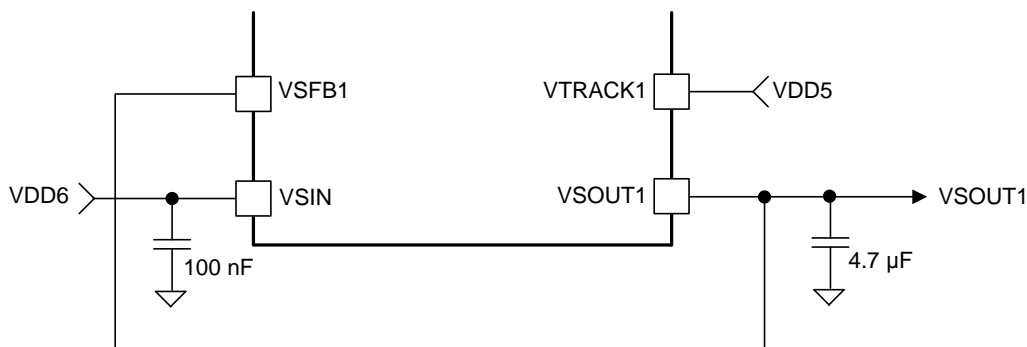 VSFB1
VTRACK1
VDD5
VDD6
VSIN
VSOUT1
VSOUT1
100 nF
4.7 µF